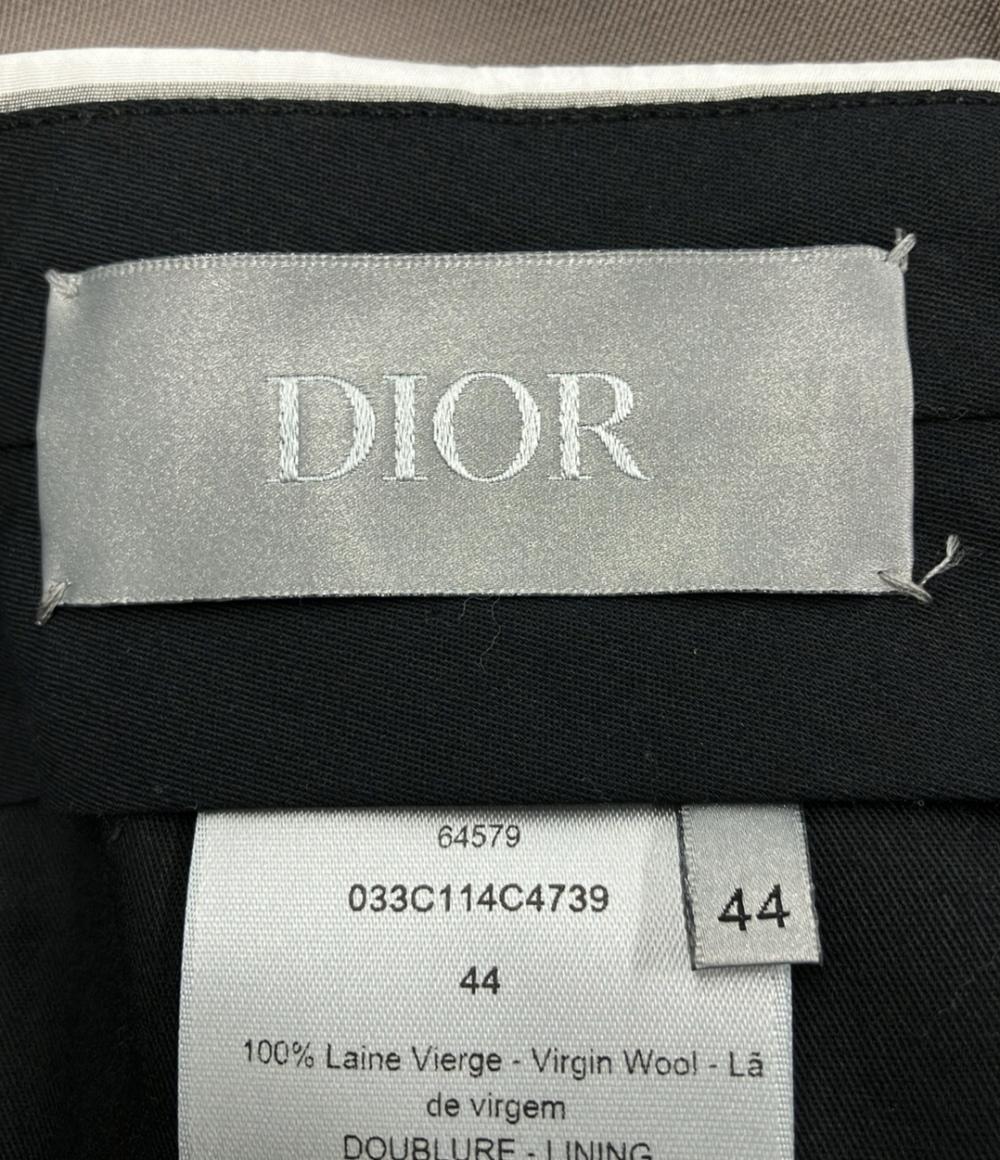 DIOR
64579
033C114C4739
44
44
100% Laine Vierge - Virgin Wool - Lã
de virgem
DOUBLURE - LINING